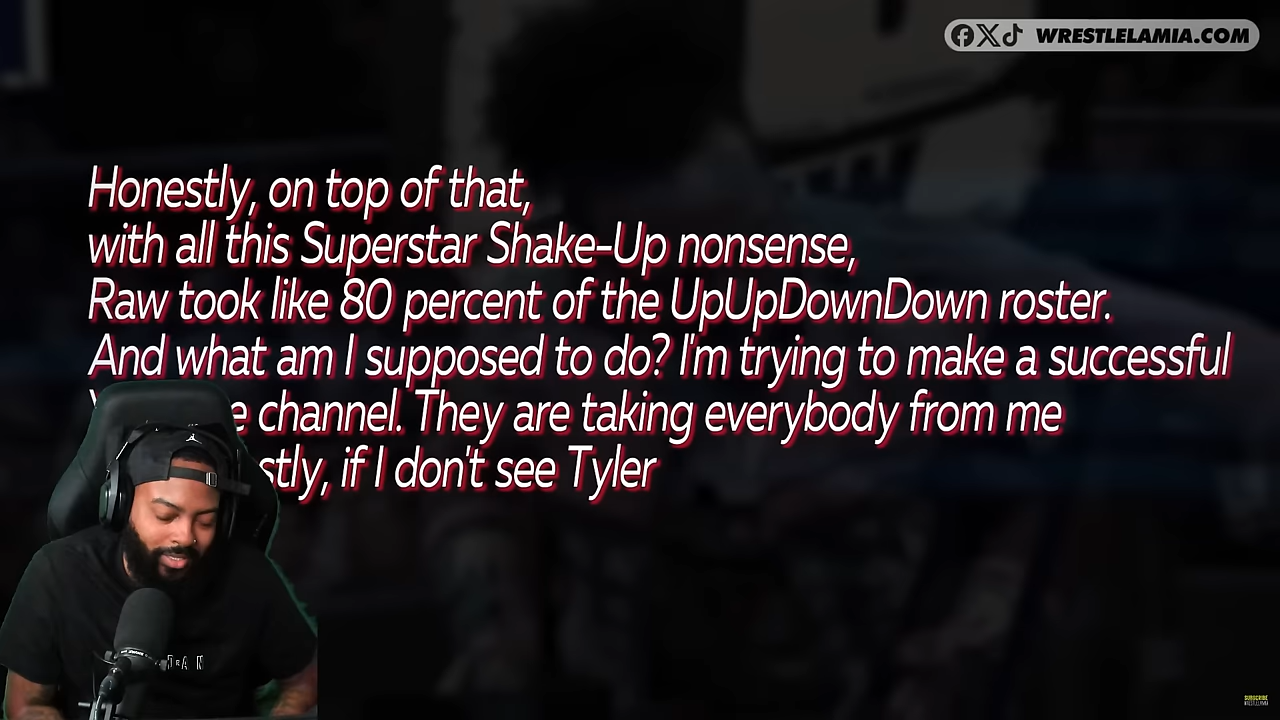 WRESTLELAMIA.COM
Honestly, on top of that,
with all this Superstar Shake-Up nonsense,
Raw took like 80 percent of the UpUpDownDown roster.
And what am I supposed to do? I'm trying to make a successful
channel. They are taking everybody from me
if I don't see Tyler
SUBSCRIBE
WRESTLELAMIA